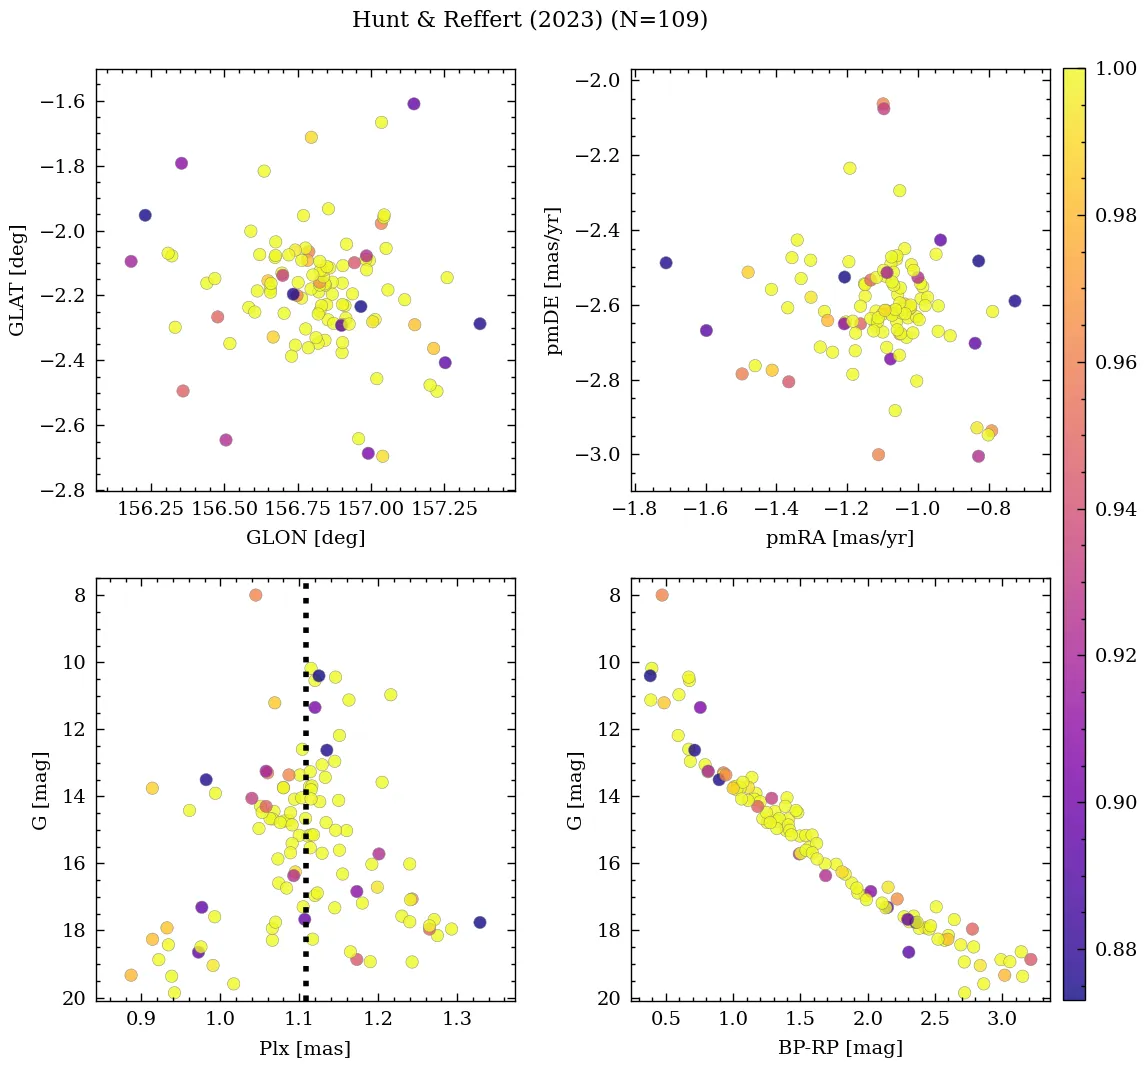 Hunt & Reffert (2023) (N=109)
−1.6
−1.8
−2.0
−2.2
−2.4
−2.6
−2.8
GLAT [deg]
156.25 156.50 156.75 157.00 157.25
GLON [deg]
−2.0
−2.2
−2.4
−2.6
−2.8
−3.0
pmDE [mas/yr]
−1.8 −1.6 −1.4 −1.2 −1.0 −0.8
pmRA [mas/yr]
8
10
12
14
16
18
20
G [mag]
0.9 1.0 1.1 1.2 1.3
Plx [mas]
8
10
12
14
16
18
20
G [mag]
0.5 1.0 1.5 2.0 2.5 3.0
BP-RP [mag]
1.00
0.98
0.96
0.94
0.92
0.90
0.88